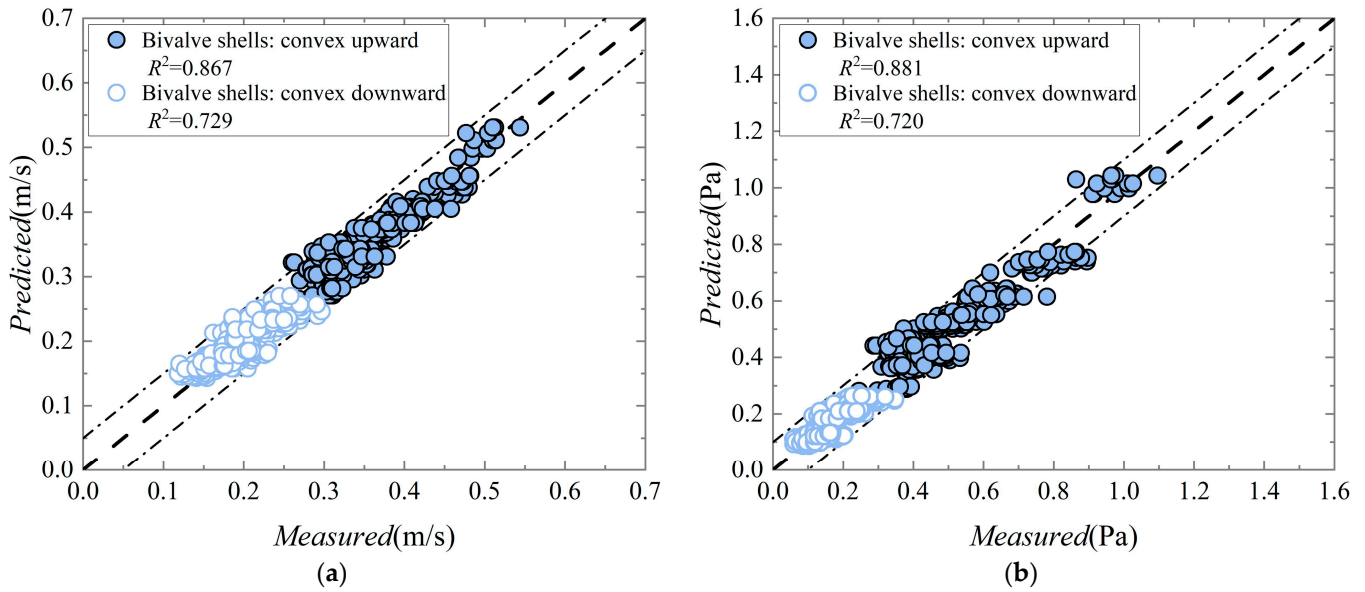 Bivalve shells: convex upward
R²=0.867
Bivalve shells: convex downward
R²=0.729
0.7
0.6
0.5
0.4
0.3
0.2
0.1
0.0
Predicted(m/s)
0.0 0.1 0.2 0.3 0.4 0.5 0.6 0.7
Measured(m/s)
(a)
Bivalve shells: convex upward
R²=0.881
Bivalve shells: convex downward
R²=0.720
1.6
1.4
1.2
1.0
0.8
0.6
0.4
0.2
0.0
Predicted(Pa)
0.0 0.2 0.4 0.6 0.8 1.0 1.2 1.4 1.6
Measured(Pa)
(b)